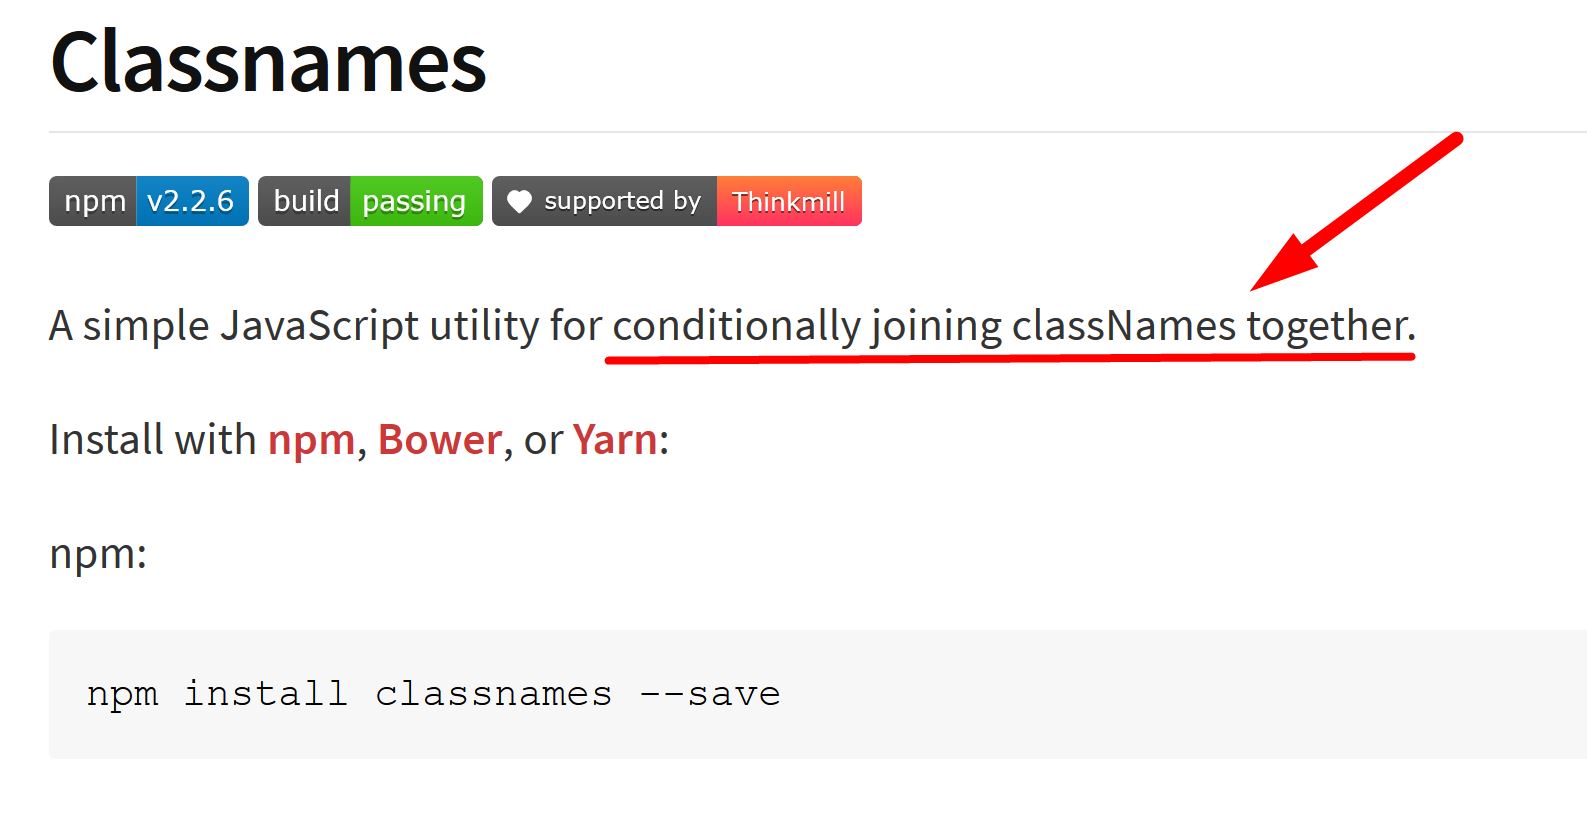 Classnames
npm v2.2.6 build passing supported by Thinkmill
A simple JavaScript utility for conditionally joining classNames together.
Install with npm, Bower, or Yarn:
npm:
npm install classnames --save